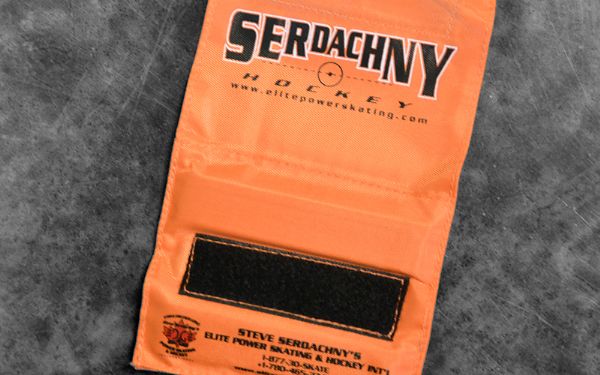 SERDACHNY
HOCKEY
www.elitepowerskating.com
STEVE SERDACHNY'S
ELITE POWER SKATING & HOCKEY INT'L
1-877-30-SKATE